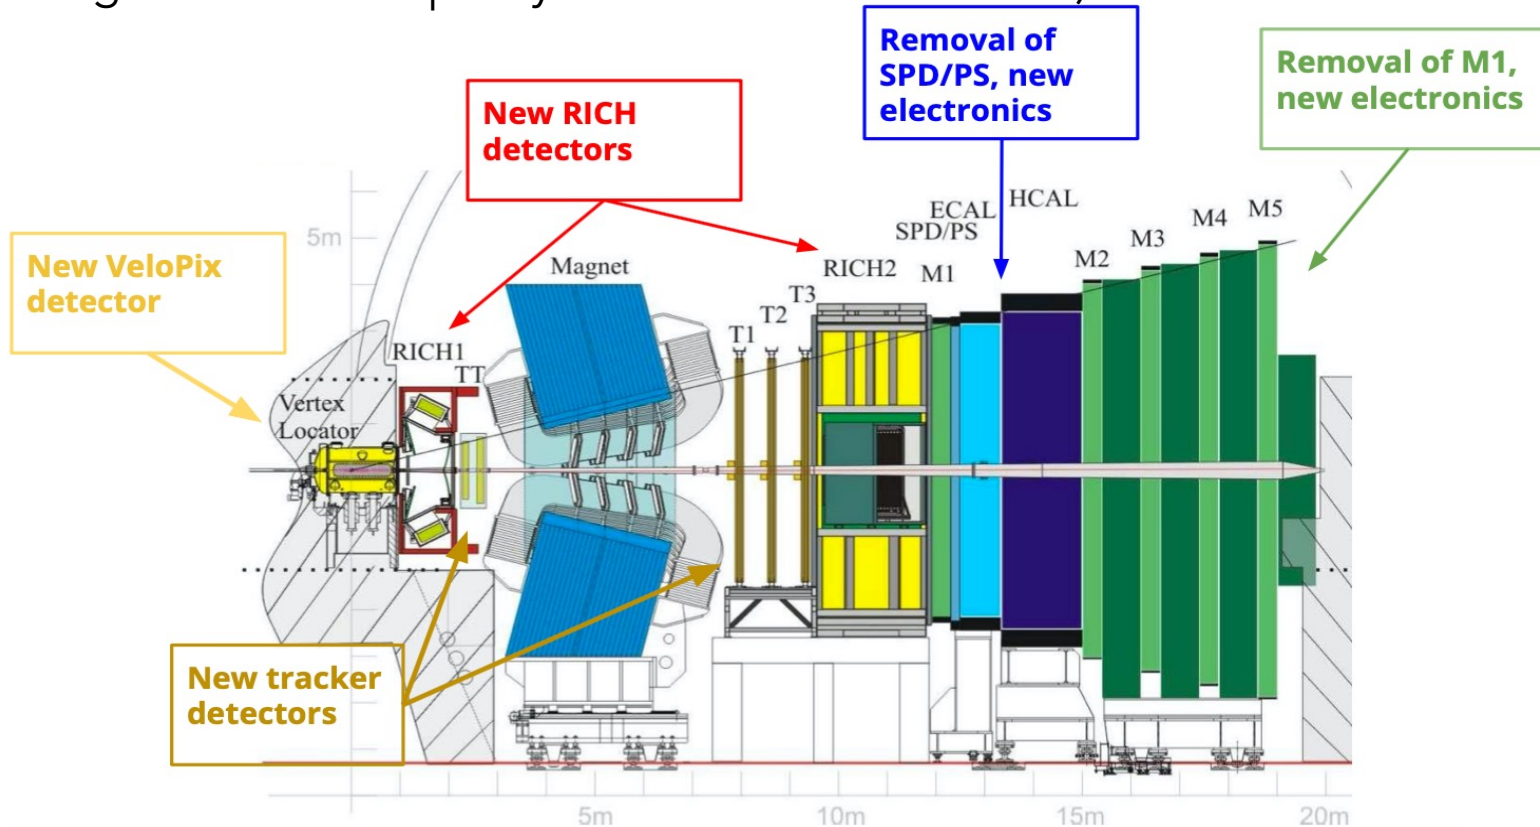 Removal of
SPD/PS, new
electronics
Removal of M1,
new electronics
New RICH
detectors
New VeloPix
detector
5m
Magnet
ECAL
HCAL
SPD/PS
RICH2
M1
M2
M3
M4
M5
T1
T2
T3
RICH1
TT
Vertex
Locator
New tracker
detectors
5m
10m
15m
20m